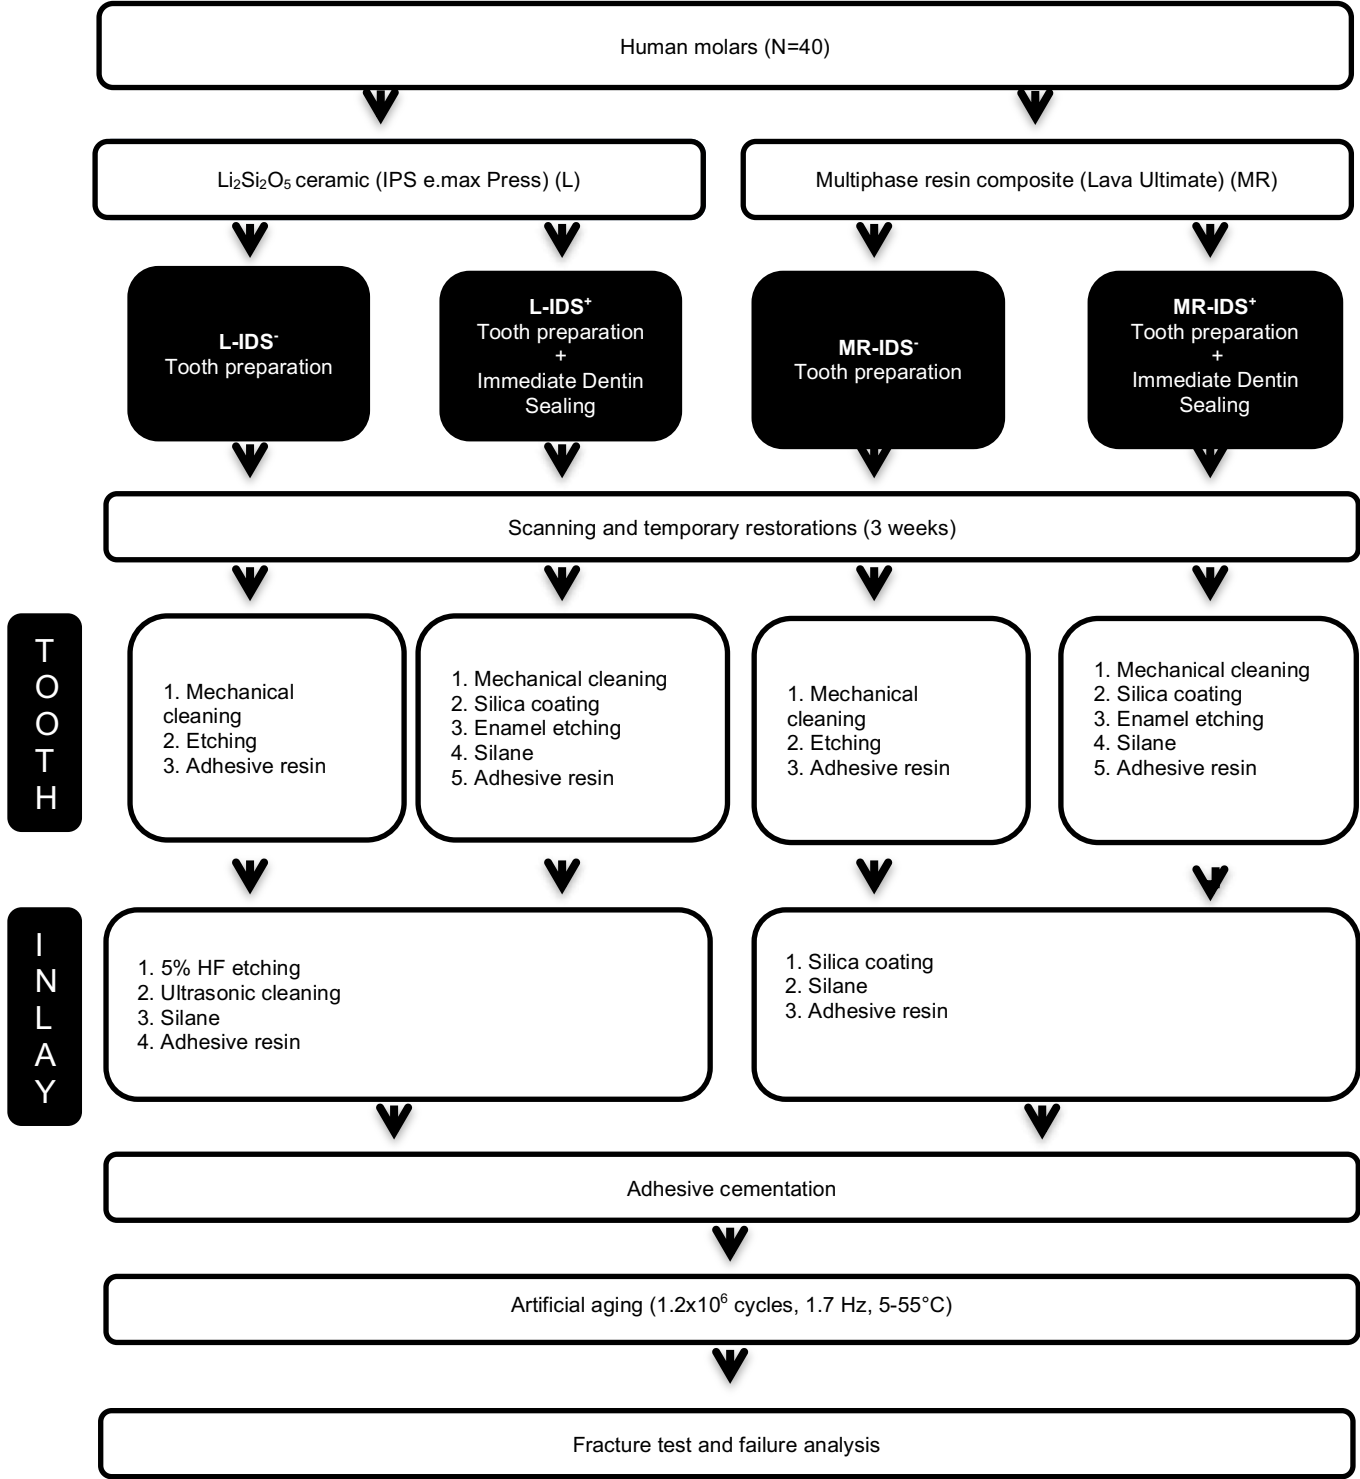 Human molars (N=40)
Li₂Si₂O₅ ceramic (IPS e.max Press) (L)
Multiphase resin composite (Lava Ultimate) (MR)
L-IDS⁻
Tooth preparation
L-IDS⁺
Tooth preparation
+
Immediate Dentin
Sealing
MR-IDS⁻
Tooth preparation
MR-IDS⁺
Tooth preparation
+
Immediate Dentin
Sealing
Scanning and temporary restorations (3 weeks)
TOOTH
1. Mechanical
cleaning
2. Etching
3. Adhesive resin
1. Mechanical cleaning
2. Silica coating
3. Enamel etching
4. Silane
5. Adhesive resin
1. Mechanical
cleaning
2. Etching
3. Adhesive resin
1. Mechanical cleaning
2. Silica coating
3. Enamel etching
4. Silane
5. Adhesive resin
INLAY
1. 5% HF etching
2. Ultrasonic cleaning
3. Silane
4. Adhesive resin
1. Silica coating
2. Silane
3. Adhesive resin
Adhesive cementation
Artificial aging (1.2x10⁶ cycles, 1.7 Hz, 5-55°C)
Fracture test and failure analysis